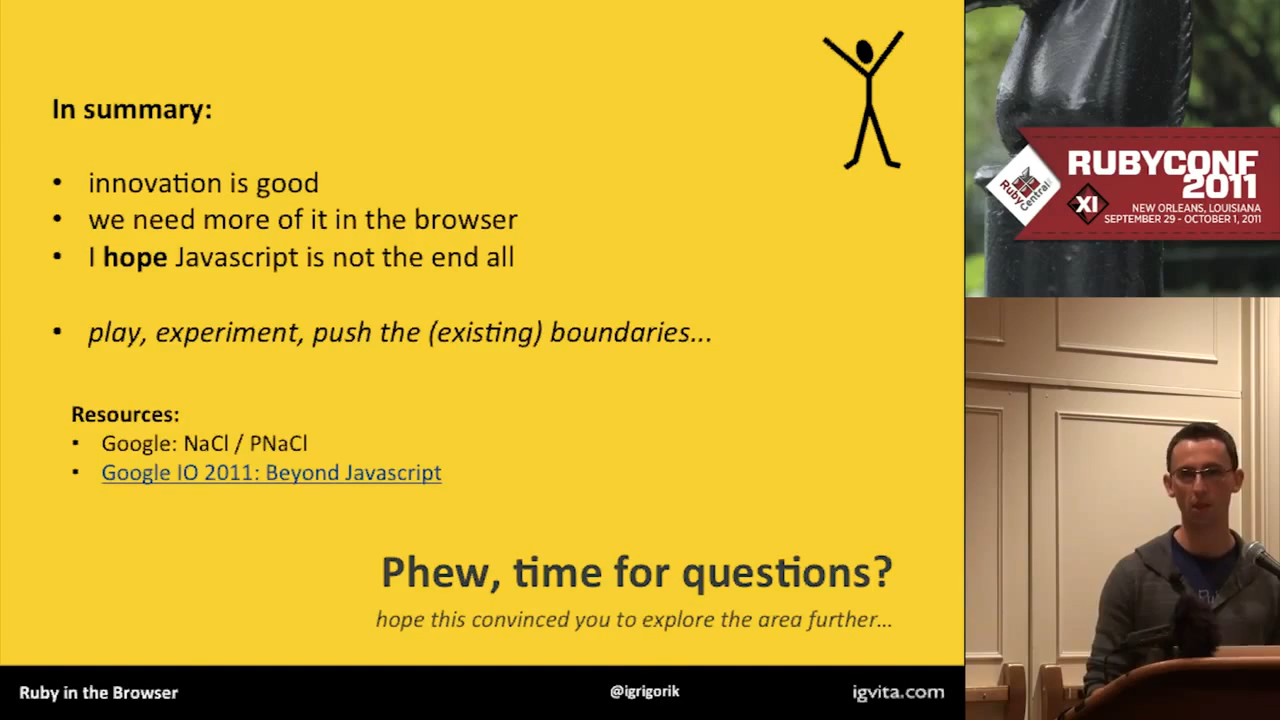 In summary:
• innovation is good
• we need more of it in the browser
• I hope Javascript is not the end all
• play, experiment, push the (existing) boundaries...
Resources:
▪ Google: NaCl / PNaCl
▪ Google IO 2011: Beyond Javascript
Phew, time for questions?
hope this convinced you to explore the area further...
Ruby in the Browser
@igrigorik
igvita.com
RUBYCONF
2011
RubyCentral
XI
NEW ORLEANS, LOUISIANA
SEPTEMBER 29 - OCTOBER 1, 2011